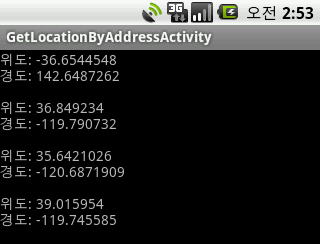 3G
오전 2:53
GetLocationByAddressActivity
위도: -36.6544548
경도: 142.6487262
위도: 36.849234
경도: -119.790732
위도: 35.6421026
경도: -120.6871909
위도: 39.015954
경도: -119.745585